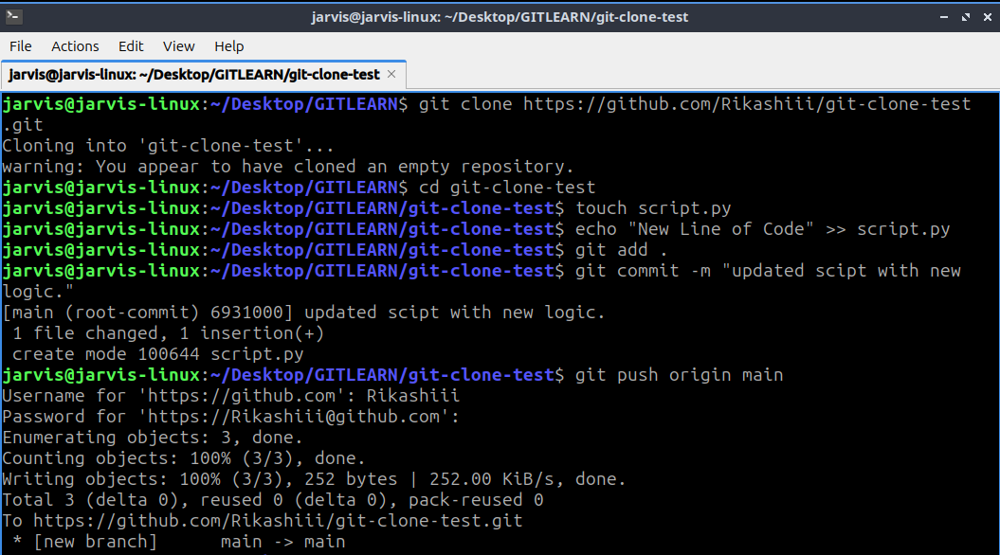 jarvis@jarvis-linux: ~/Desktop/GITLEARN/git-clone-test
File Actions Edit View Help
jarvis@jarvis-linux: ~/Desktop/GITLEARN/git-clone-test
jarvis@jarvis-linux:~/Desktop/GITLEARN$ git clone https://github.com/Rikashiii/git-clone-test
.git
Cloning into 'git-clone-test'...
warning: You appear to have cloned an empty repository.
jarvis@jarvis-linux:~/Desktop/GITLEARN$ cd git-clone-test
jarvis@jarvis-linux:~/Desktop/GITLEARN/git-clone-test$ touch script.py
jarvis@jarvis-linux:~/Desktop/GITLEARN/git-clone-test$ echo "New Line of Code" >> script.py
jarvis@jarvis-linux:~/Desktop/GITLEARN/git-clone-test$ git add .
jarvis@jarvis-linux:~/Desktop/GITLEARN/git-clone-test$ git commit -m "updated scipt with new
logic."
[main (root-commit) 6931000] updated scipt with new logic.
 1 file changed, 1 insertion(+)
 create mode 100644 script.py
jarvis@jarvis-linux:~/Desktop/GITLEARN/git-clone-test$ git push origin main
Username for 'https://github.com': Rikashiii
Password for 'https://Rikashiii@github.com':
Enumerating objects: 3, done.
Counting objects: 100% (3/3), done.
Writing objects: 100% (3/3), 252 bytes | 252.00 KiB/s, done.
Total 3 (delta 0), reused 0 (delta 0), pack-reused 0
To https://github.com/Rikashiii/git-clone-test.git
 * [new branch]      main -> main